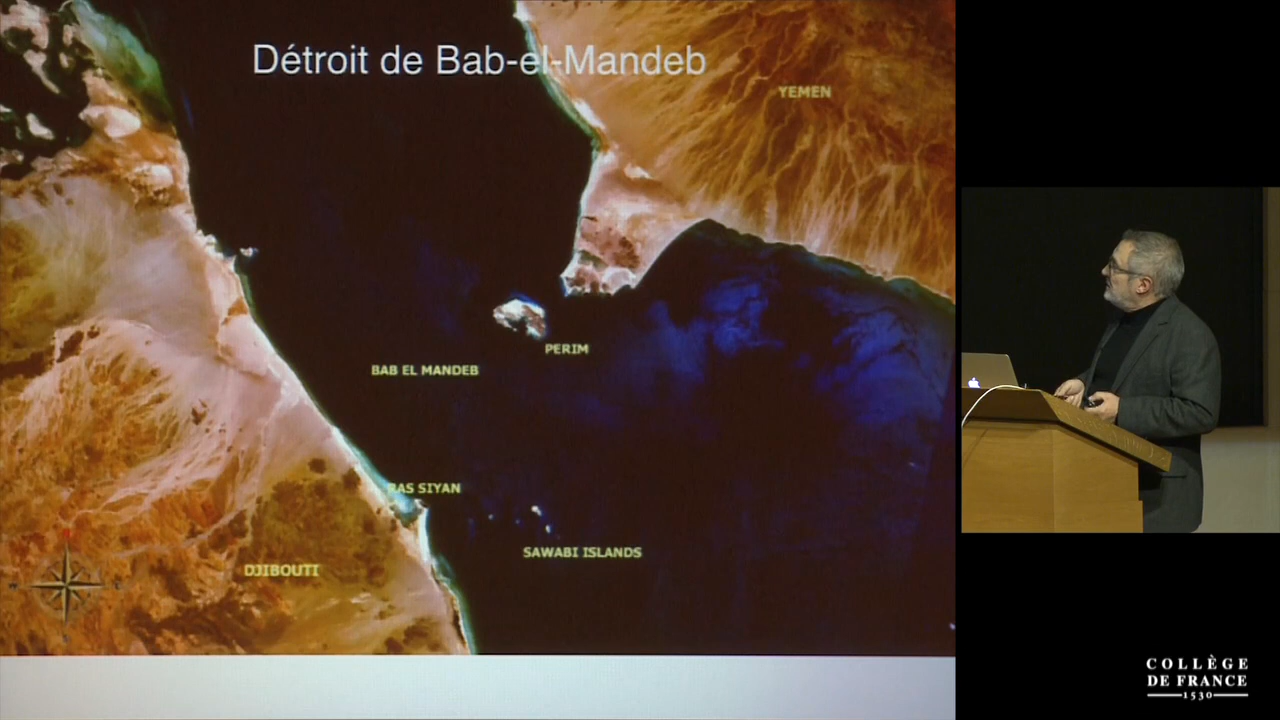 Détroit de Bab-el-Mandeb
YEMEN
PERIM
BAB EL MANDEB
RAS SIYAN
SAWABI ISLANDS
DJIBOUTI
COLLÈGE
DE FRANCE
1530